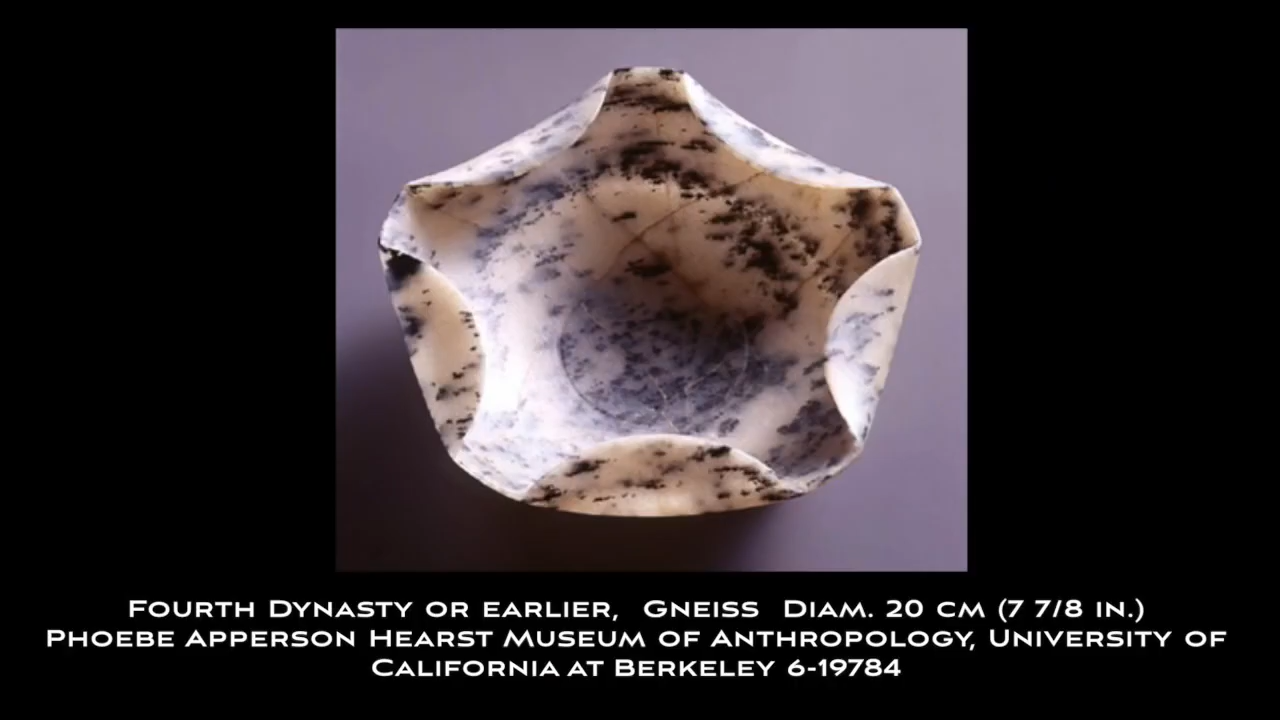 Fourth Dynasty or earlier, Gneiss Diam. 20 cm (7 7/8 in.)
Phoebe Apperson Hearst Museum of Anthropology, University of
California at Berkeley 6-19784